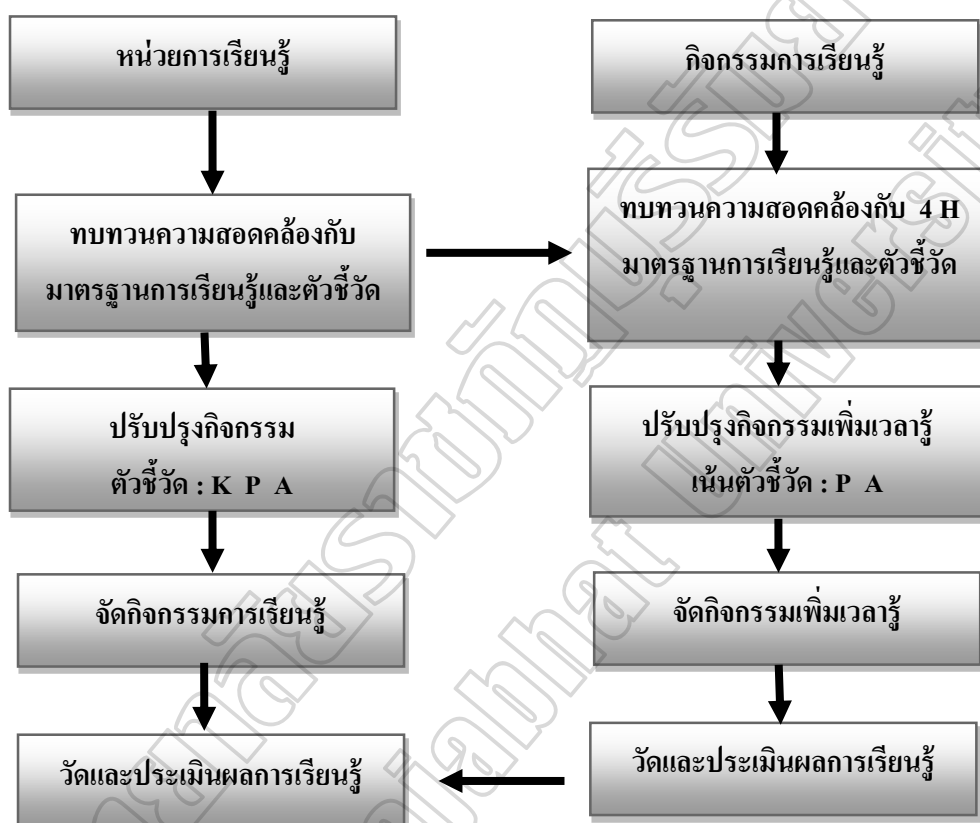 หน่วยการเรียนรู้
ทบทวนความสอดคล้องกับ
มาตรฐานการเรียนรู้และตัวชี้วัด
ปรับปรุงกิจกรรม
ตัวชี้วัด : K P A
จัดกิจกรรมการเรียนรู้
วัดและประเมินผลการเรียนรู้
กิจกรรมการเรียนรู้
ทบทวนความสอดคล้องกับ 4 H
มาตรฐานการเรียนรู้และตัวชี้วัด
ปรับปรุงกิจกรรมเพิ่มเวลารู้
เน้นตัวชี้วัด : P A
จัดกิจกรรมเพิ่มเวลารู้
วัดและประเมินผลการเรียนรู้